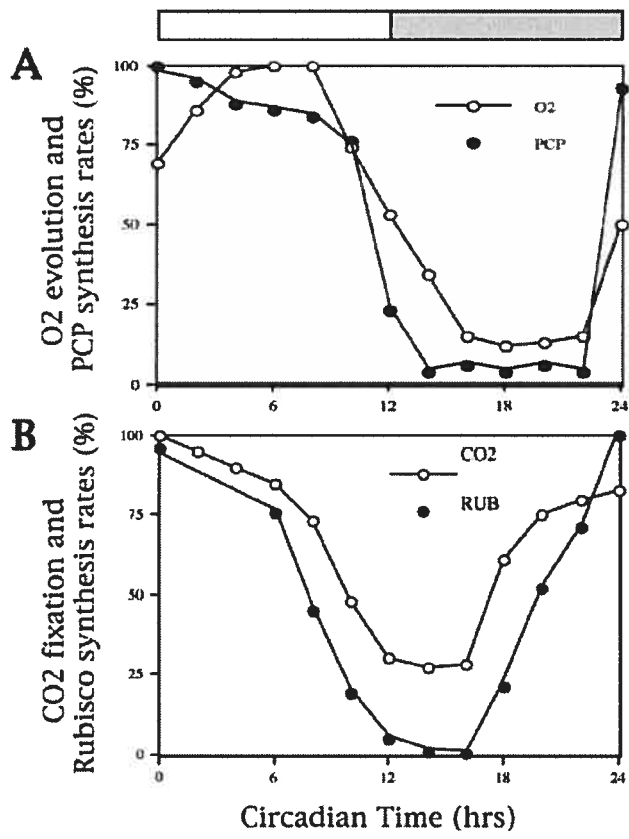 A
O2 evolution and
PCP synthesis rates (%)
100
75
50
25
0
O2
PCP
0
6
12
18
24
B
CO2 fixation and
Rubisco synthesis rates (%)
100
75
50
25
0
CO2
RUB
0
6
12
18
24
Circadian Time (hrs)